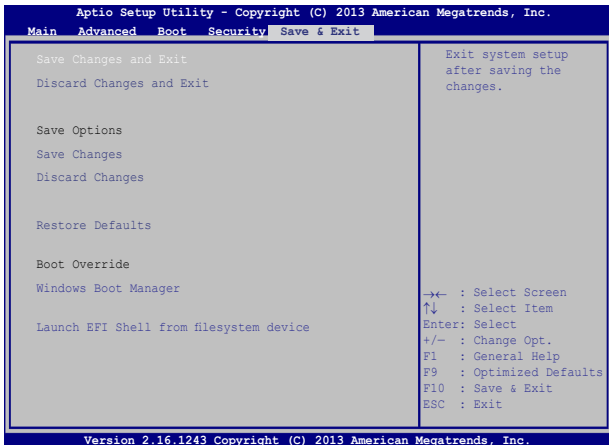 Aptio Setup Utility - Copyright (C) 2013 American Megatrends, Inc.
Main Advanced Boot Security Save & Exit
Save Changes and Exit
Discard Changes and Exit
Save Options
Save Changes
Discard Changes
Restore Defaults
Boot Override
Windows Boot Manager
Launch EFI Shell from filesystem device
Exit system setup
after saving the
changes.
→← : Select Screen
↑↓ : Select Item
Enter: Select
+/— : Change Opt.
F1 : General Help
F9 : Optimized Defaults
F10 : Save & Exit
ESC : Exit
Version 2.16.1243 Copyright (C) 2013 American Megatrends, Inc.